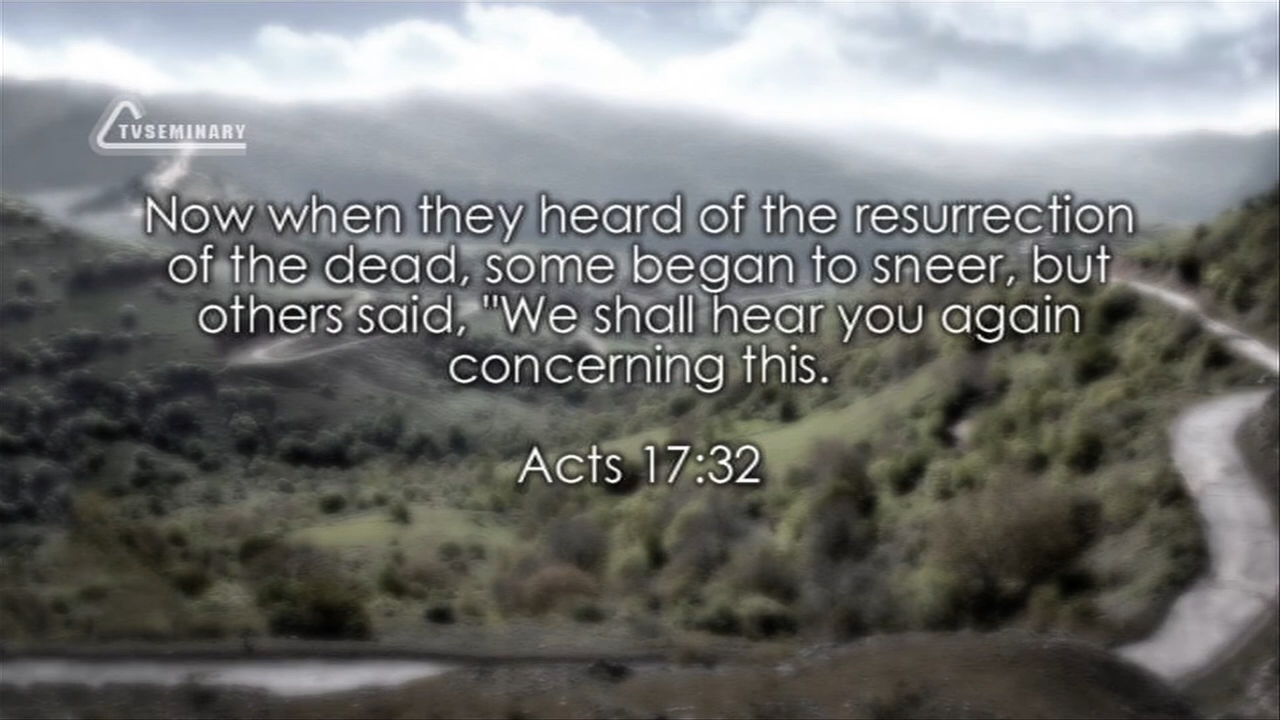 TVSEMINARY
Now when they heard of the resurrection
of the dead, some began to sneer, but
others said, "We shall hear you again
concerning this.
Acts 17:32